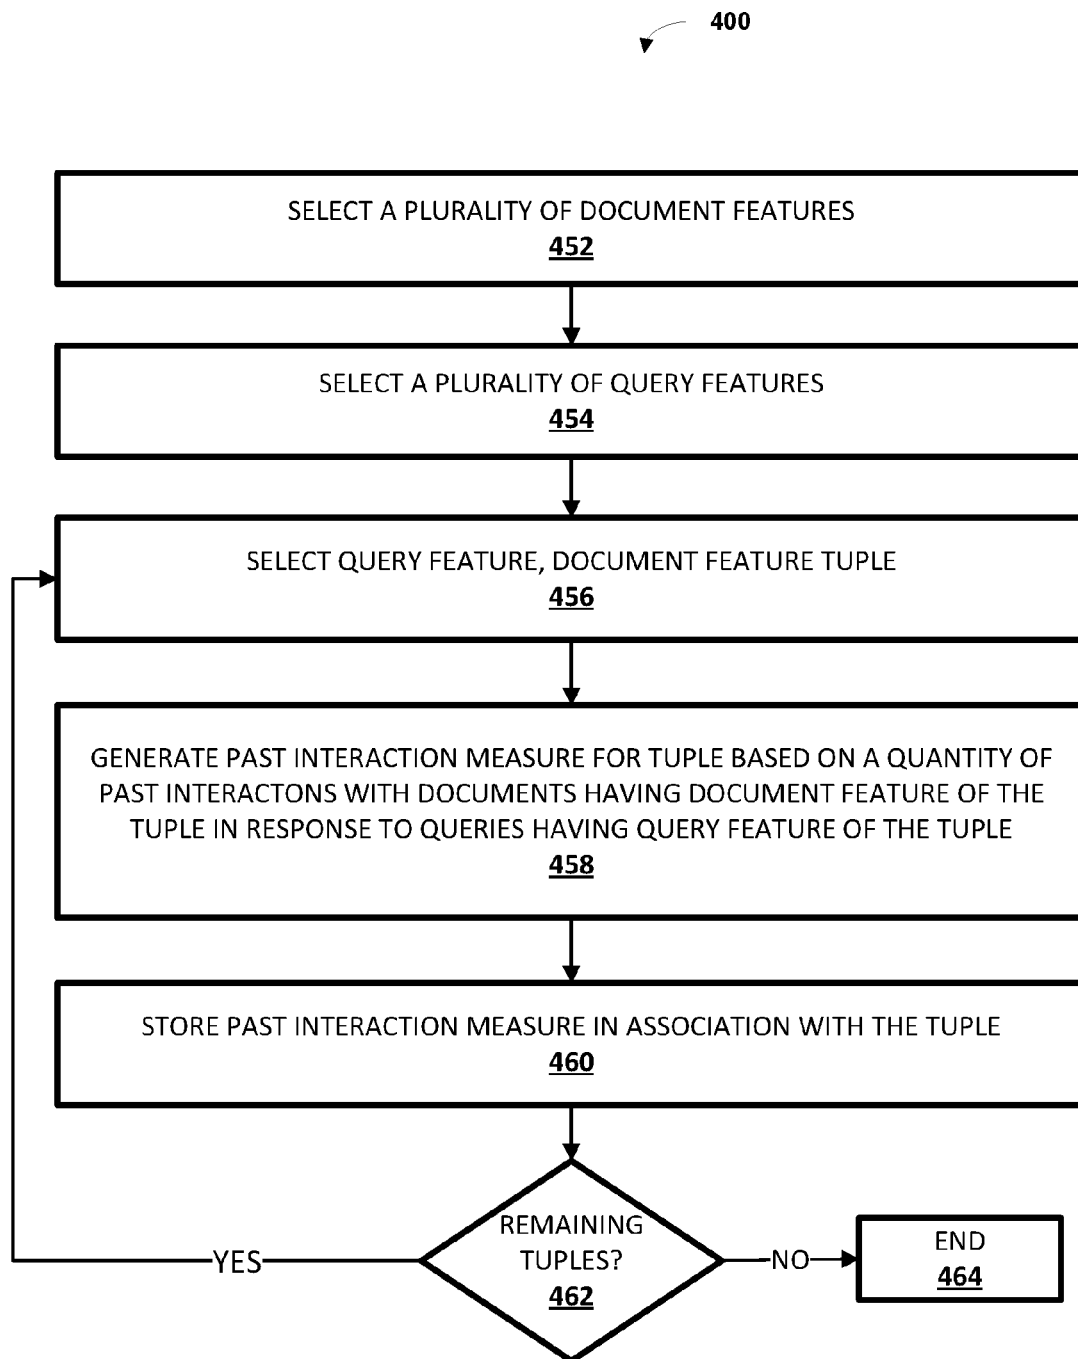 400
SELECT A PLURALITY OF DOCUMENT FEATURES
452
SELECT A PLURALITY OF QUERY FEATURES
454
SELECT QUERY FEATURE, DOCUMENT FEATURE TUPLE
456
GENERATE PAST INTERACTION MEASURE FOR TUPLE BASED ON A QUANTITY OF
PAST INTERACTONS WITH DOCUMENTS HAVING DOCUMENT FEATURE OF THE
TUPLE IN RESPONSE TO QUERIES HAVING QUERY FEATURE OF THE TUPLE
458
STORE PAST INTERACTION MEASURE IN ASSOCIATION WITH THE TUPLE
460
REMAINING
TUPLES?
462
YES
NO
END
464